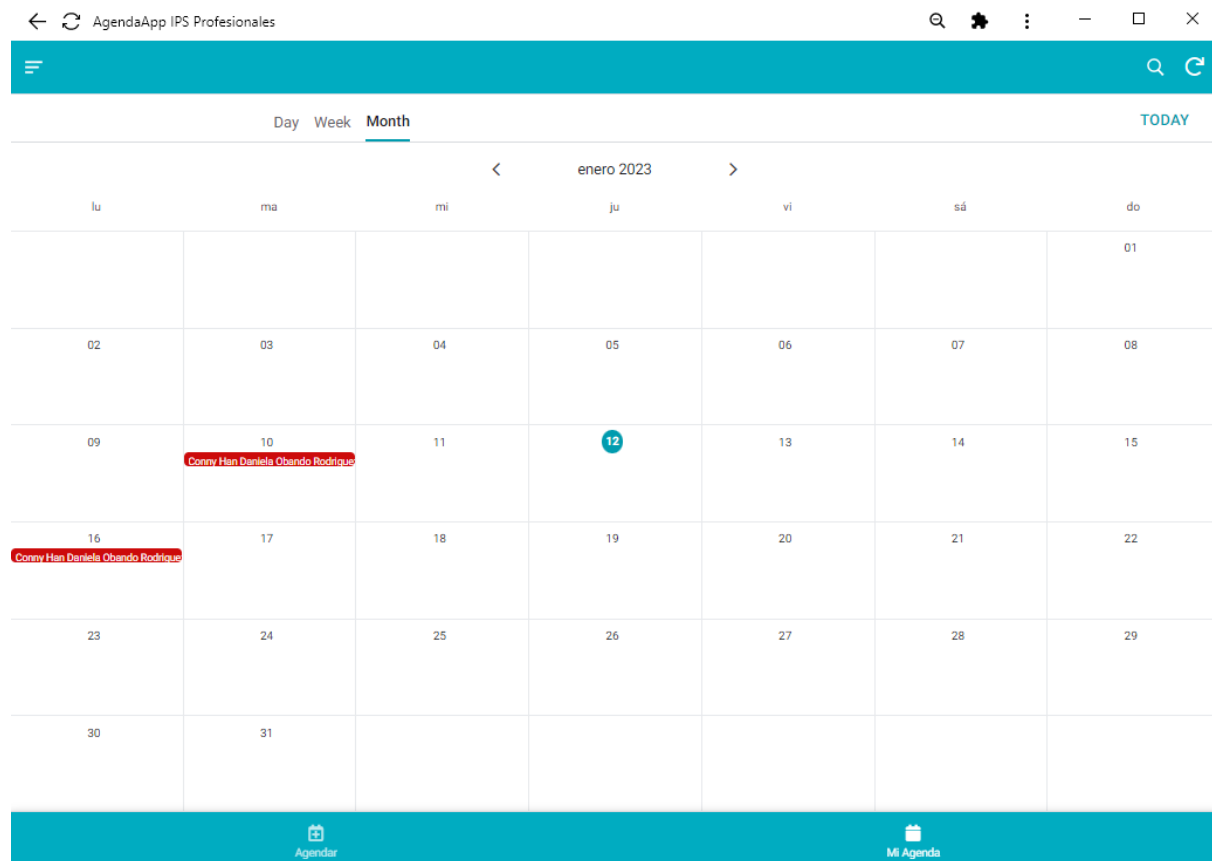 AgendaApp IPS Profesionales
Day Week Month TODAY
enero 2023
lu ma mi ju vi sá do
01
02 03 04 05 06 07 08
09 10 11 12 13 14 15
Conny Han Daniela Obando Rodrigue
16 17 18 19 20 21 22
Conny Han Daniela Obando Rodrigue
23 24 25 26 27 28 29
30 31
Agendar Mi Agenda